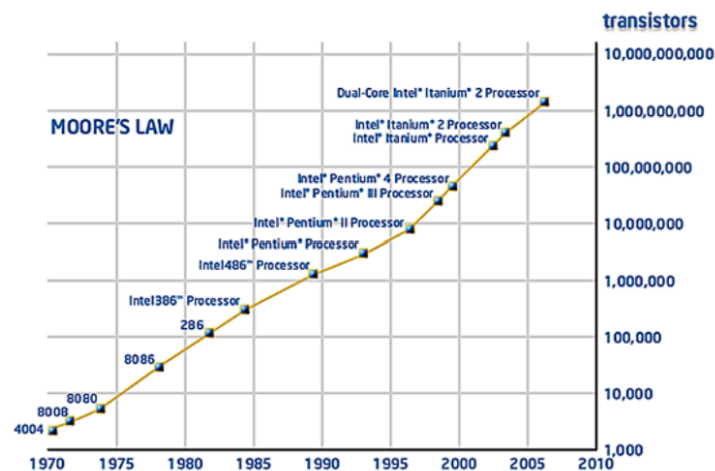 transistors
10,000,000,000
Dual-Core Intel® Itanium® 2 Processor
1,000,000,000
MOORE'S LAW
Intel® Itanium® 2 Processor
Intel® Itanium® Processor
100,000,000
Intel® Pentium® 4 Processor
Intel® Pentium® III Processor
Intel® Pentium® II Processor
10,000,000
Intel® Pentium® Processor
Intel486™ Processor
1,000,000
Intel386™ Processor
286
100,000
8086
10,000
8080
8008
4004
1,000
1970 1975 1980 1985 1990 1995 2000 2005 2010